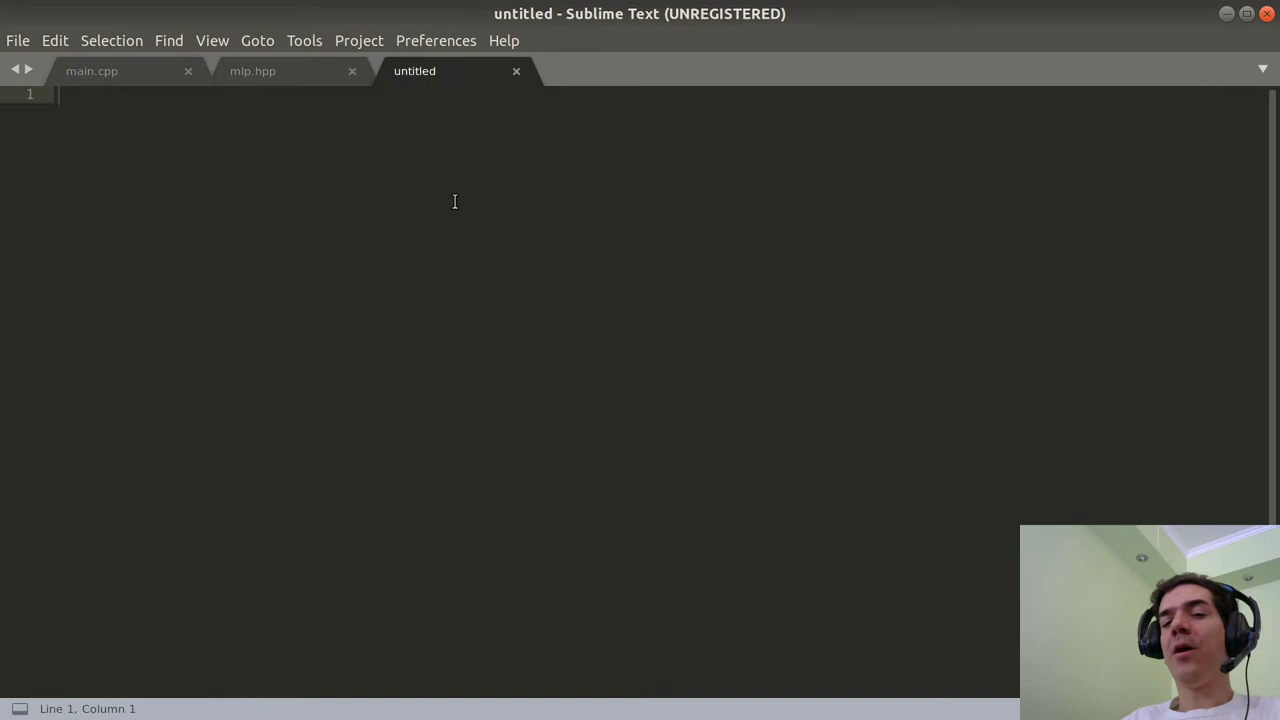 untitled - Sublime Text (UNREGISTERED)
File Edit Selection Find View Goto Tools Project Preferences Help
main.cpp mlp.hpp untitled
1
Line 1, Column 1